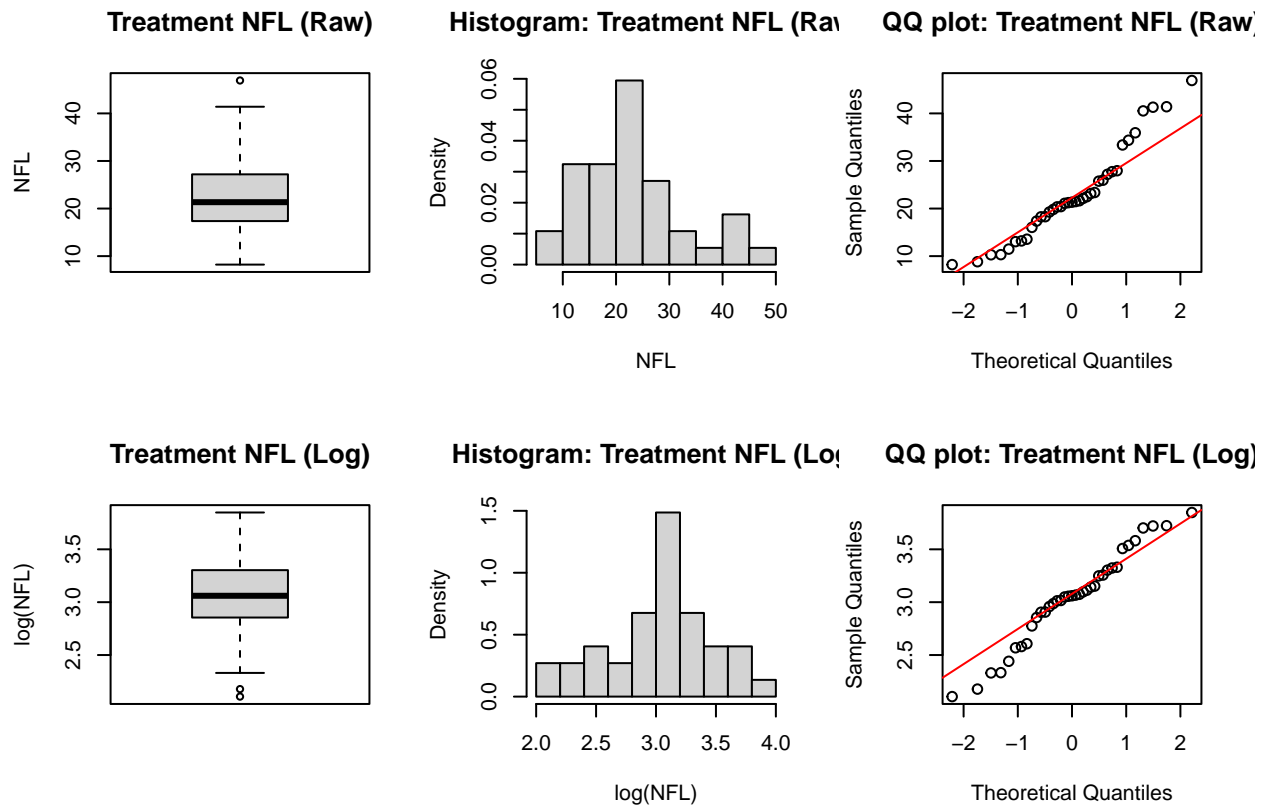 Treatment NFL (Raw)
NFL
10
20
30
40
Histogram: Treatment NFL (Raw
Density
0.00
0.02
0.04
0.06
10 20 30 40 50
NFL
QQ plot: Treatment NFL (Raw)
Sample Quantiles
10
20
30
40
−2 −1 0 1 2
Theoretical Quantiles
Treatment NFL (Log)
log(NFL)
2.5
3.0
3.5
Histogram: Treatment NFL (Log
Density
0.0
0.5
1.0
1.5
2.0 2.5 3.0 3.5 4.0
log(NFL)
QQ plot: Treatment NFL (Log)
Sample Quantiles
2.5
3.0
3.5
−2 −1 0 1 2
Theoretical Quantiles